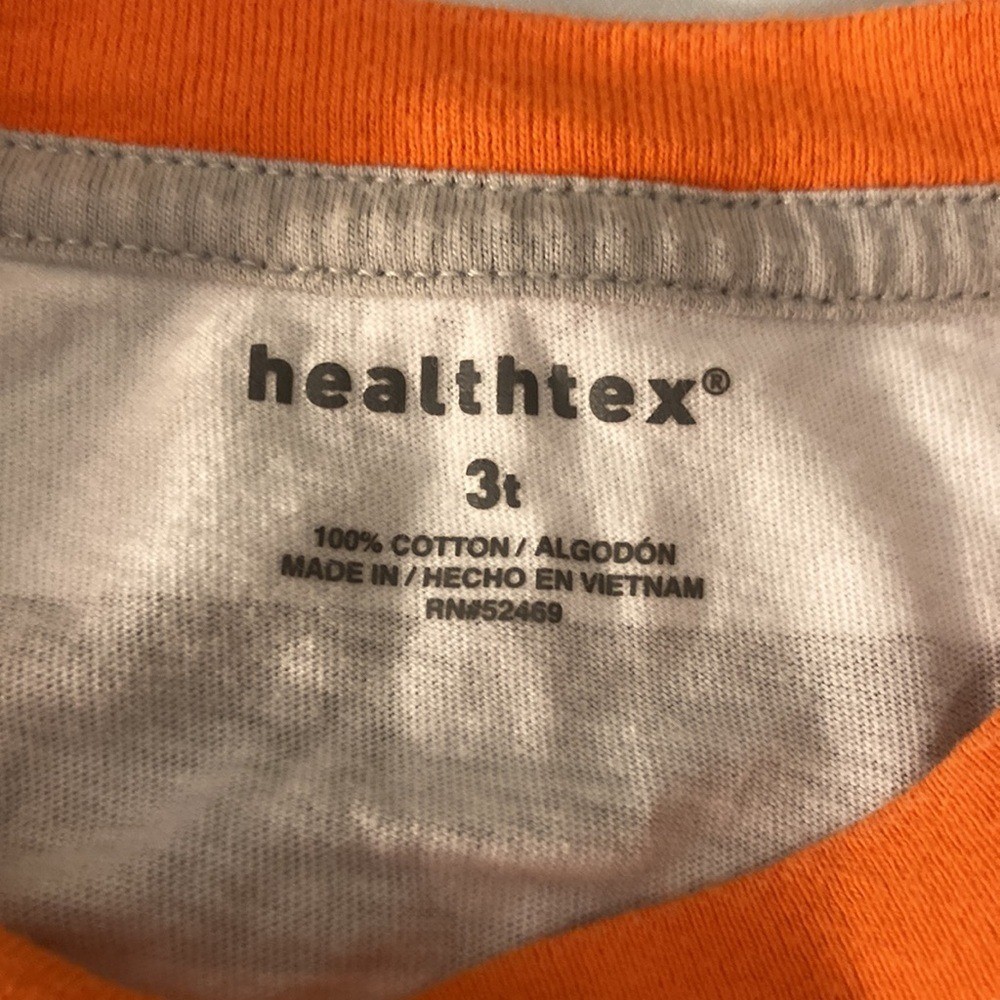 healthtex®
3t
100% COTTON / ALGODÓN
MADE IN / HECHO EN VIETNAM
RN#52469